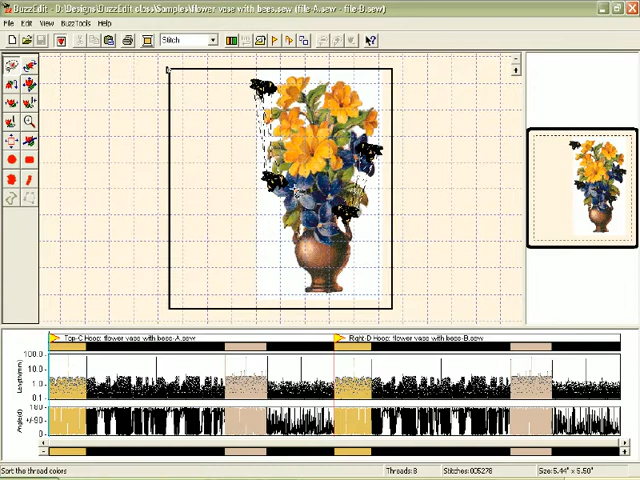 BuzzEdit - D:\Designs\BuzzEdit class\Samples\flower vase with bees.sew (file-A.sew - file-B.sew)
File Edit View BuzzTools Help
Stitch
Top-C Hoop: flower vase with bees-A.sew
Right-D Hoop: flower vase with bees-B.sew
Length(mm)
100.0
10.0
1.0
0.1
Angle(d)
180
+/-90
0
Sort the thread colors
Threads:8
Stitches:005278
Size:5.44" x 5.50"